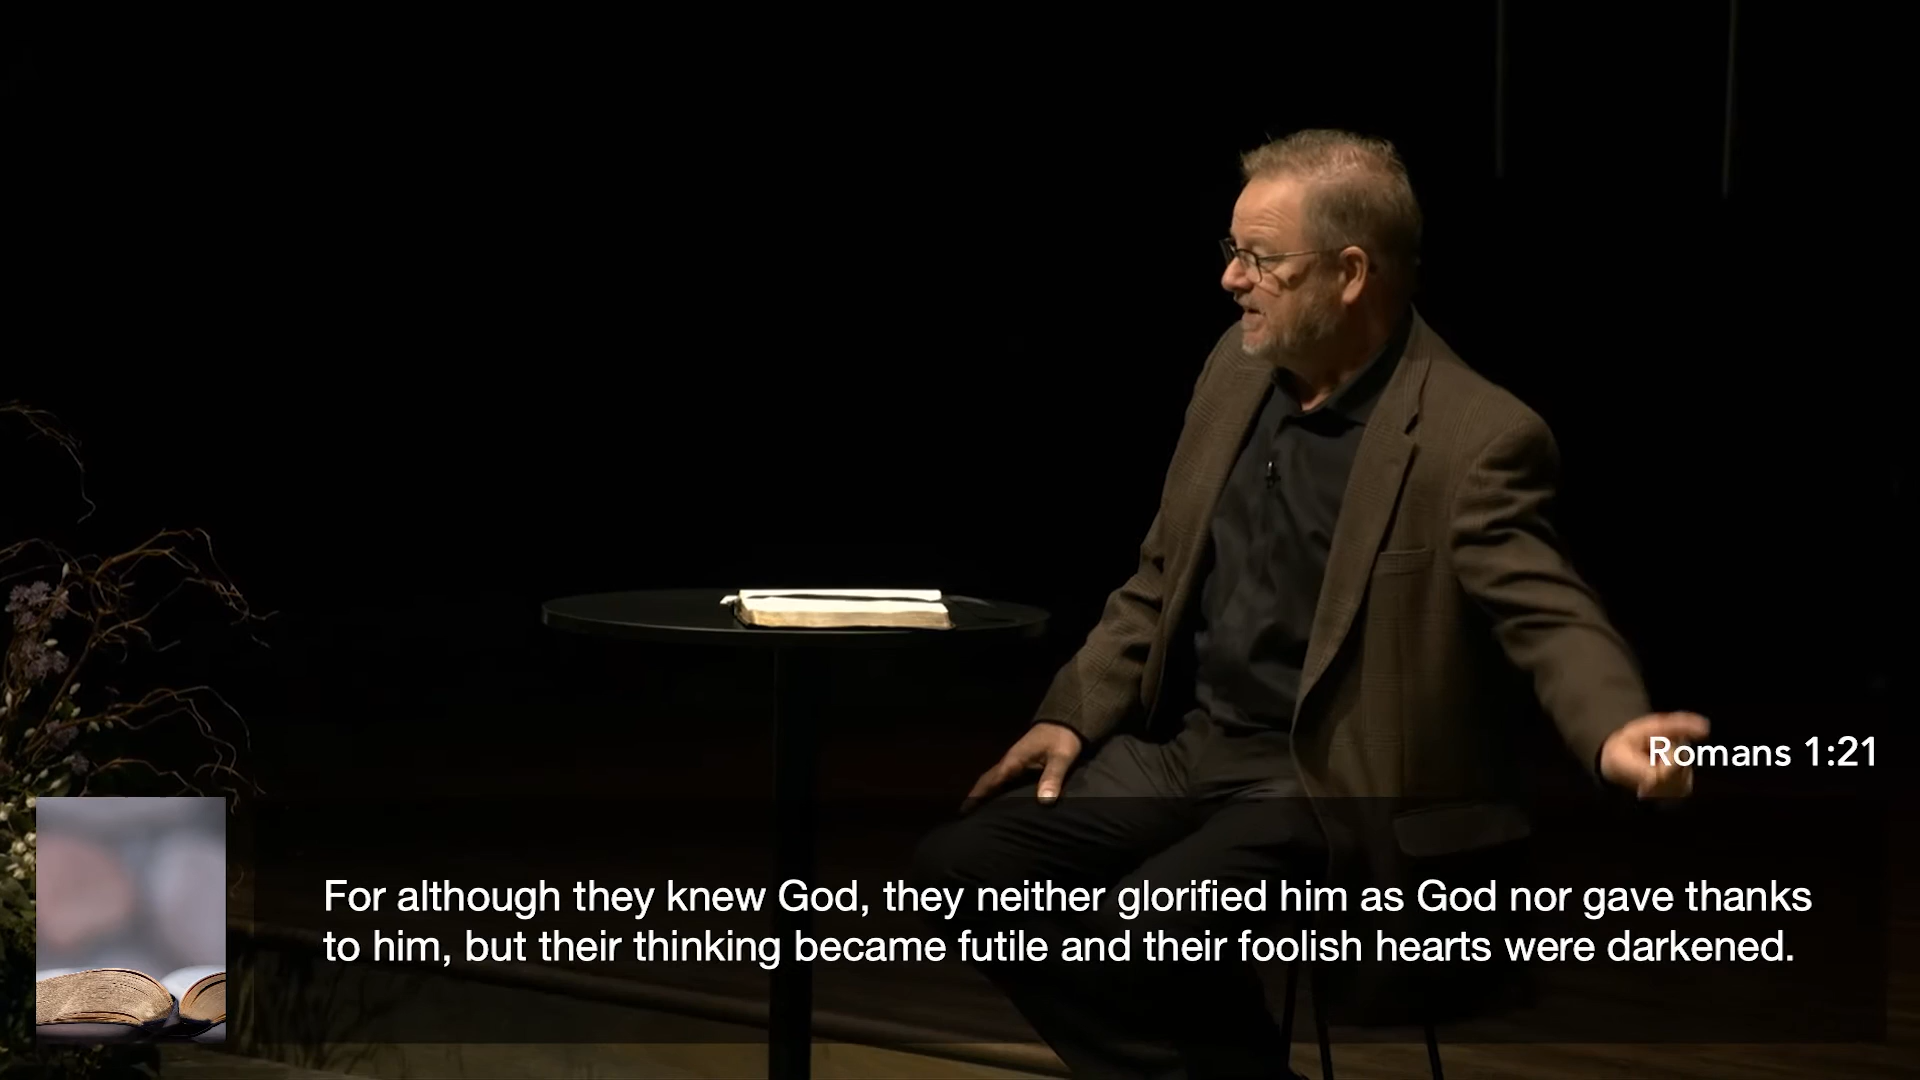 Romans 1:21
For although they knew God, they neither glorified him as God nor gave thanks
to him, but their thinking became futile and their foolish hearts were darkened.